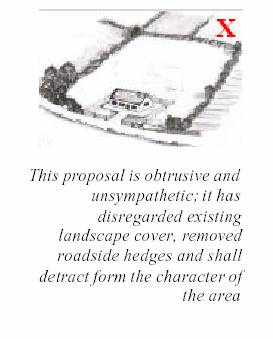 X
This proposal is obtrusive and
unsympathetic; it has
disregarded existing
landscape cover, removed
roadside hedges and shall
detract form the character of
the area